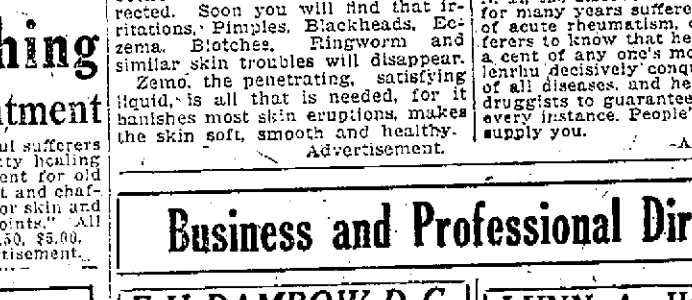 hing
tment
sufferers
healing
ent for old
t and chaf-
or skin and
oints." All
.50, $5.00.
tisement.
rected. Soon you will find that ir-
ritations, Pimples, Blackheads, Ec-
zema, Blotches, Ringworm and
similar skin troubles will disappear.
Zemo, the penetrating, satisfying
liquid, is all that is needed, for it
banishes most skin eruptions, makes
the skin soft, smooth and healthy.
Advertisement.
for many years suffere
of acute rheumatism,
ferers to know that he
a cent of any one's mo
lenrhu decisively conqu
of all diseases, and he
druggists to guarantee
every instance. People'
supply you.
-A
Business and Professional Dir